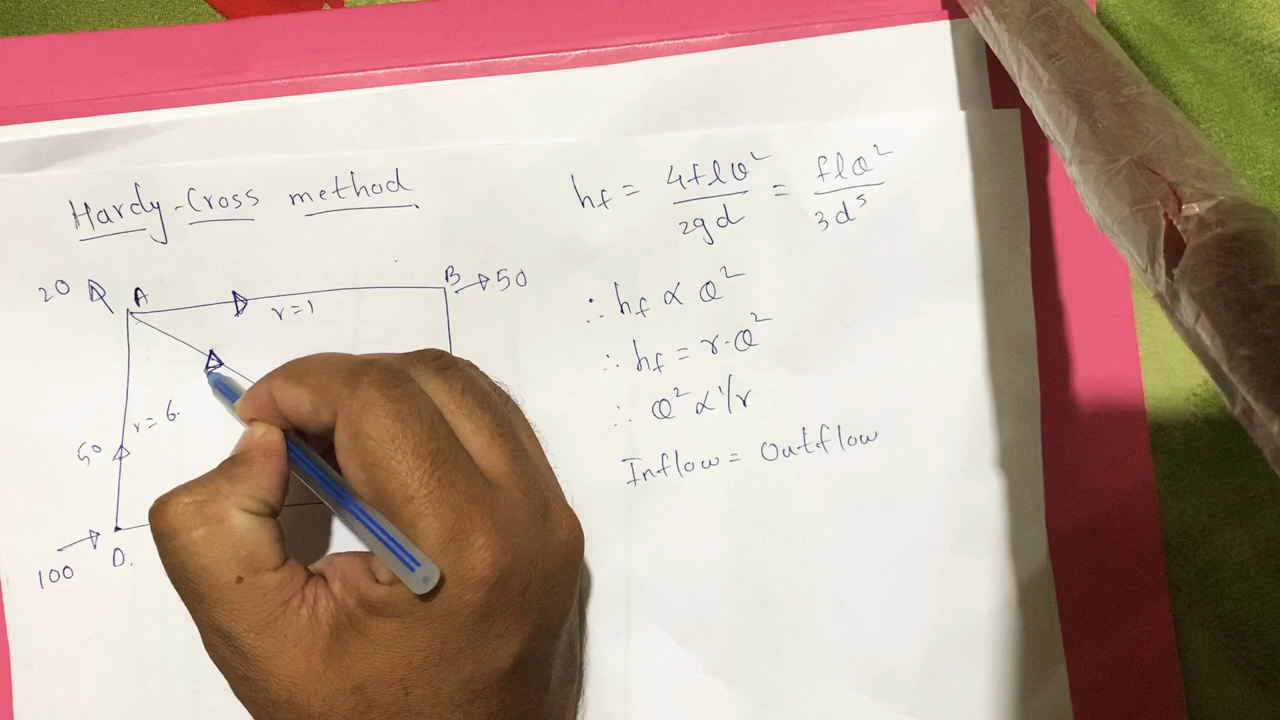 Hardy-Cross method.
hf = 4flQ² / 2gd = flQ² / 3d⁵
20 A B 50
r=1
∴ hf ∝ Q²
∴ hf = r·Q²
r=6.
∴ Q² ∝ 1/r
50
Inflow = Outflow
100 D.